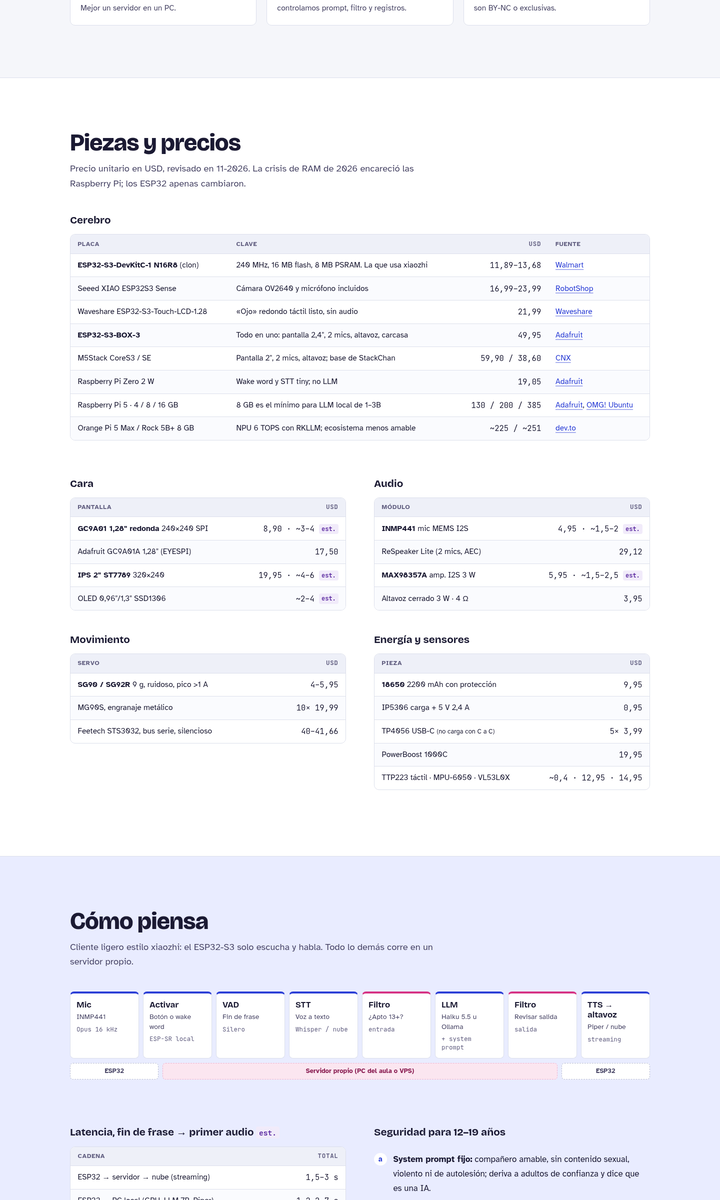 Mejor un servidor en un PC.
controlamos prompt, filtro y registros.
son BY-NC o exclusivas.
Piezas y precios
Precio unitario en USD, revisado en 11-2026. La crisis de RAM de 2026 encareció las
Raspberry Pi; los ESP32 apenas cambiaron.
Cerebro
PLACA CLAVE USD FUENTE
ESP32-S3-DevKitC-1 N16R8 (clon) 240 MHz, 16 MB flash, 8 MB PSRAM. La que usa xiaozhi 11,89–13,68 Walmart
Seeed XIAO ESP32S3 Sense Cámara OV2640 y micrófono incluidos 16,99–23,99 RobotShop
Waveshare ESP32-S3-Touch-LCD-1.28 «Ojo» redondo táctil listo, sin audio 21,99 Waveshare
ESP32-S3-BOX-3 Todo en uno: pantalla 2,4", 2 mics, altavoz, carcasa 49,95 Adafruit
M5Stack CoreS3 / SE Pantalla 2", 2 mics, altavoz; base de StackChan 59,90 / 38,60 CNX
Raspberry Pi Zero 2 W Wake word y STT tiny; no LLM 19,05 Adafruit
Raspberry Pi 5 · 4 / 8 / 16 GB 8 GB es el mínimo para LLM local de 1–3B 130 / 200 / 385 Adafruit, OMG! Ubuntu
Orange Pi 5 Max / Rock 5B+ 8 GB NPU 6 TOPS con RKLLM; ecosistema menos amable ~225 / ~251 dev.to
Cara
PANTALLA USD
GC9A01 1,28" redonda 240×240 SPI 8,90 · ~3–4 est.
Adafruit GC9A01A 1,28" (EYESPI) 17,50
IPS 2" ST7789 320×240 19,95 · ~4–6 est.
OLED 0,96"/1,3" SSD1306 ~2–4 est.
Audio
MÓDULO USD
INMP441 mic MEMS I2S 4,95 · ~1,5–2 est.
ReSpeaker Lite (2 mics, AEC) 29,12
MAX98357A amp. I2S 3 W 5,95 · ~1,5–2,5 est.
Altavoz cerrado 3 W · 4 Ω 3,95
Movimiento
SERVO USD
SG90 / SG92R 9 g, ruidoso, pico >1 A 4–5,95
MG90S, engranaje metálico 10× 19,99
Feetech STS3032, bus serie, silencioso 40–41,66
Energía y sensores
PIEZA USD
18650 2200 mAh con protección 9,95
IP5306 carga + 5 V 2,4 A 0,95
TP4056 USB-C (no carga con C a C) 5× 3,99
PowerBoost 1000C 19,95
TTP223 táctil · MPU-6050 · VL53L0X ~0,4 · 12,95 · 14,95
Cómo piensa
Cliente ligero estilo xiaozhi: el ESP32-S3 solo escucha y habla. Todo lo demás corre en un
servidor propio.
Mic
INMP441
Opus 16 kHz
Activar
Botón o wake
word
ESP-SR local
VAD
Fin de frase
Silero
STT
Voz a texto
Whisper / nube
Filtro
¿Apto 13+?
entrada
LLM
Haiku 5.5 u
Ollama
+ system
prompt
Filtro
Revisar salida
salida
TTS →
altavoz
Piper / nube
streaming
ESP32
Servidor propio (PC del aula o VPS)
ESP32
Latencia, fin de frase → primer audio est.
CADENA TOTAL
ESP32 → servidor → nube (streaming) 1,5–3 s
Seguridad para 12–19 años
a System prompt fijo: compañero amable, sin contenido sexual,
violento ni de autolesión; deriva a adultos de confianza y dice que
es una IA.